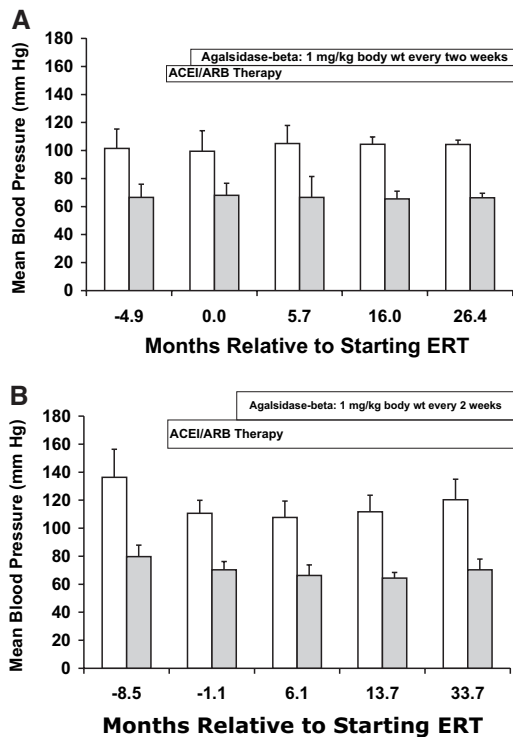 A
Mean Blood Pressure (mm Hg)
180
160
140
120
100
80
60
40
20
0
Agalsidase-beta: 1 mg/kg body wt every two weeks
ACEI/ARB Therapy
-4.9 0.0 5.7 16.0 26.4
Months Relative to Starting ERT
B
Mean Blood Pressure (mm Hg)
180
160
140
120
100
80
60
40
20
0
Agalsidase-beta: 1 mg/kg body wt every 2 weeks
ACEI/ARB Therapy
-8.5 -1.1 6.1 13.7 33.7
Months Relative to Starting ERT